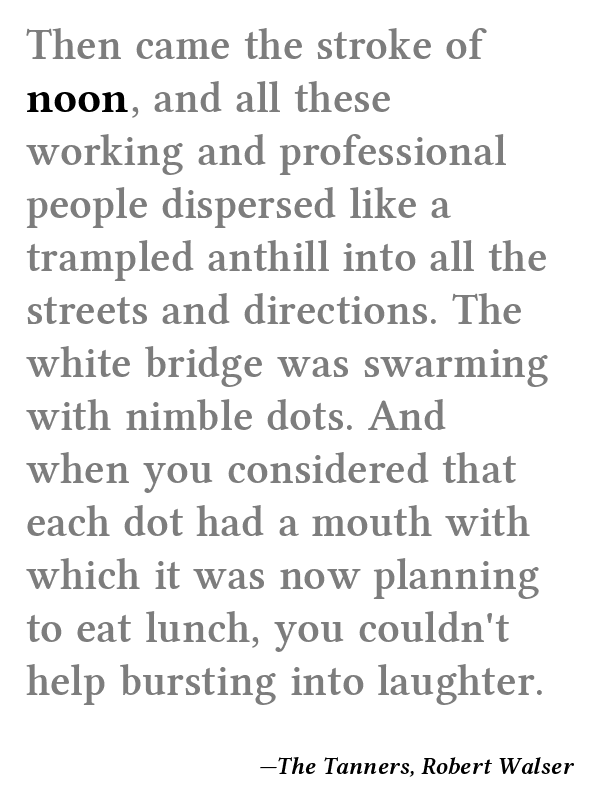 Then came the stroke of
noon, and all these
working and professional
people dispersed like a
trampled anthill into all the
streets and directions. The
white bridge was swarming
with nimble dots. And
when you considered that
each dot had a mouth with
which it was now planning
to eat lunch, you couldn't
help bursting into laughter.
—The Tanners, Robert Walser